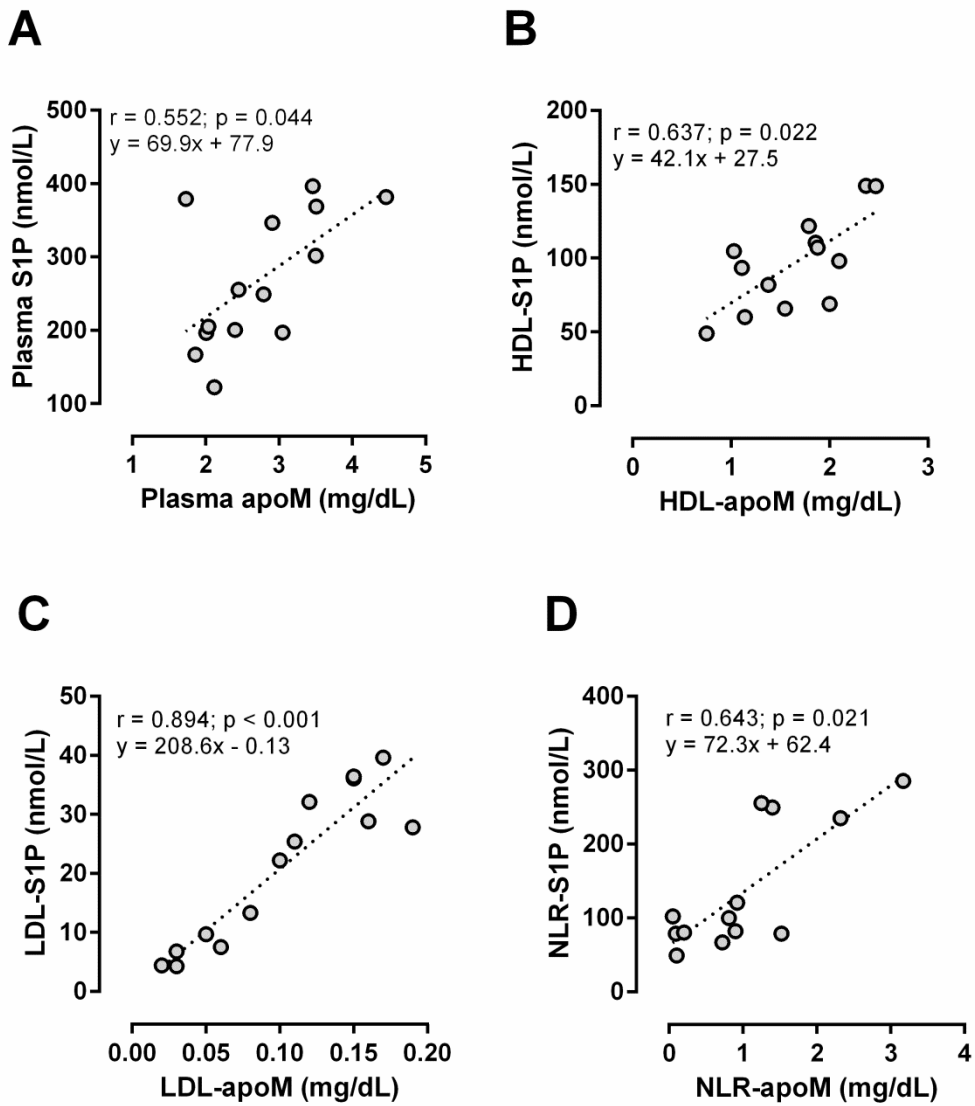 A
r = 0.552; p = 0.044
y = 69.9x + 77.9
Plasma S1P (nmol/L)
500
400
300
200
100
1 2 3 4 5
Plasma apoM (mg/dL)
B
r = 0.637; p = 0.022
y = 42.1x + 27.5
HDL-S1P (nmol/L)
200
150
100
50
0
0 1 2 3
HDL-apoM (mg/dL)
C
r = 0.894; p < 0.001
y = 208.6x - 0.13
LDL-S1P (nmol/L)
50
40
30
20
10
0
0.00 0.05 0.10 0.15 0.20
LDL-apoM (mg/dL)
D
r = 0.643; p = 0.021
y = 72.3x + 62.4
NLR-S1P (nmol/L)
400
300
200
100
0
0 1 2 3 4
NLR-apoM (mg/dL)